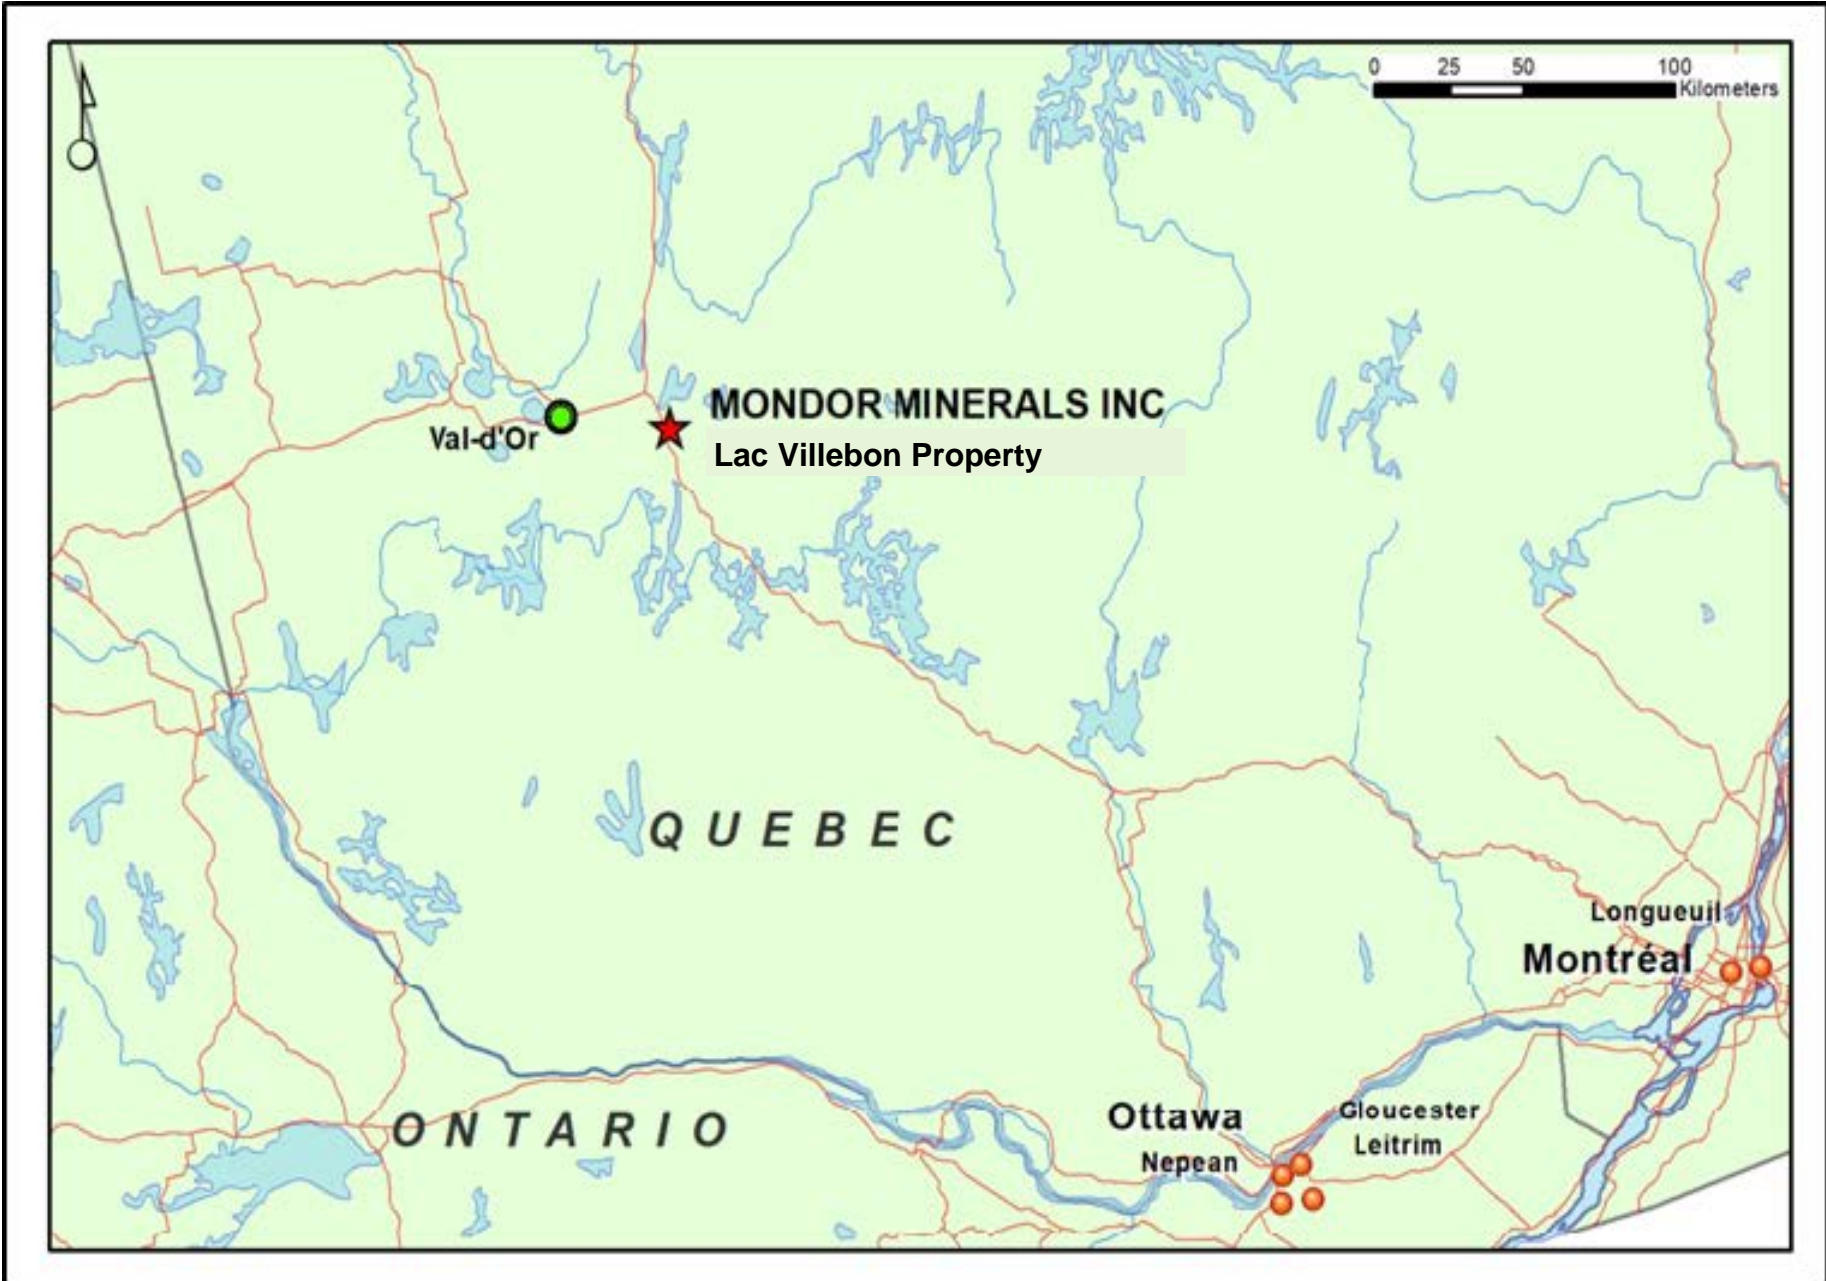 0 25 50 100
Kilometers
MONDOR MINERALS INC
Val-d'Or
Lac Villebon Property
QUEBEC
Longueuil
Montréal
ONTARIO
Ottawa
Gloucester
Leitrim
Nepean